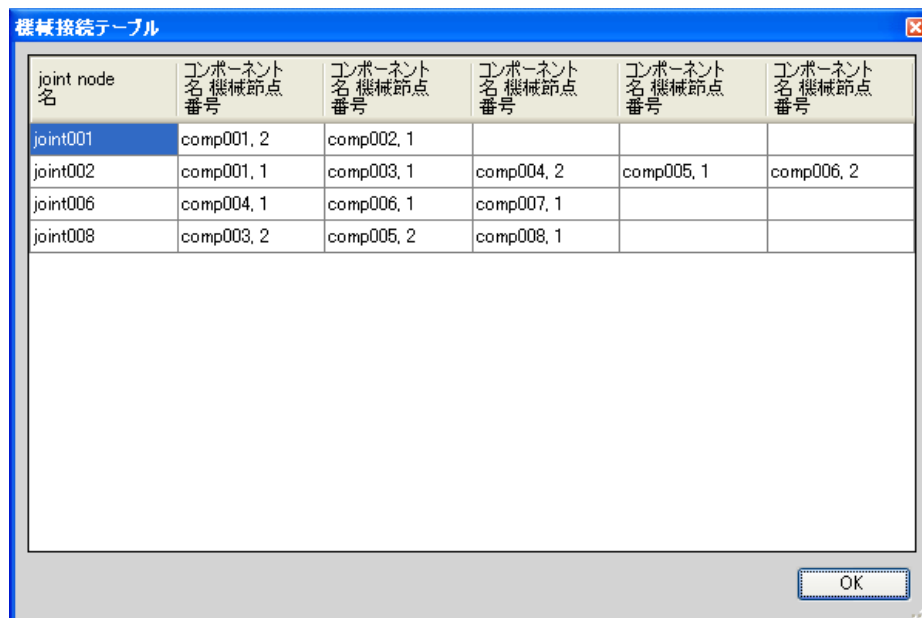 機械接続テーブル
joint node
名
コンポーネント
名 機械節点
番号
コンポーネント
名 機械節点
番号
コンポーネント
名 機械節点
番号
コンポーネント
名 機械節点
番号
コンポーネント
名 機械節点
番号
joint001 comp001, 2 comp002, 1
joint002 comp001, 1 comp003, 1 comp004, 2 comp005, 1 comp006, 2
joint006 comp004, 1 comp006, 1 comp007, 1
joint008 comp003, 2 comp005, 2 comp008, 1
OK